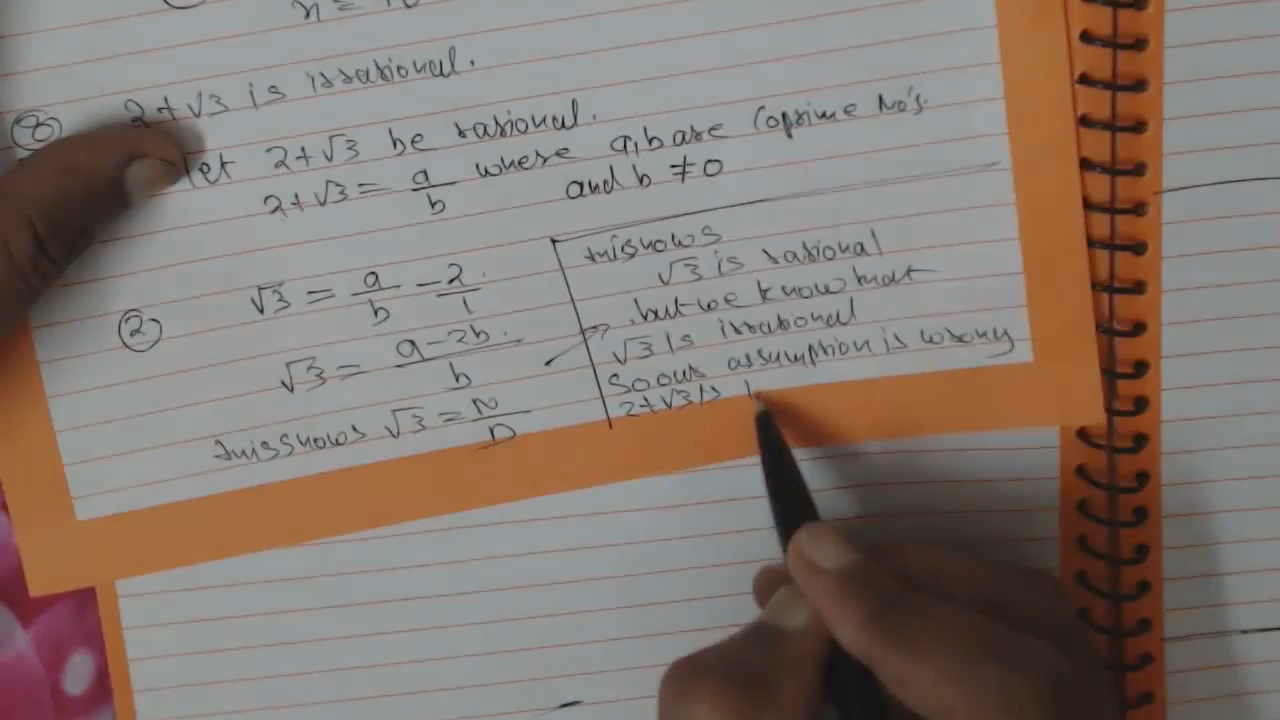 8 2+√3 is irrational.
let 2+√3 be rational.
2+√3 = a/b where a, b are Coprime No's.
and b ≠ 0
2 √3 = a/b - 2/1
√3 = a-2b/b
this shows √3 = N/D
this shows
√3 is rational
but we know that
√3 is irrational
So our assumption is wrong
2+√3 is